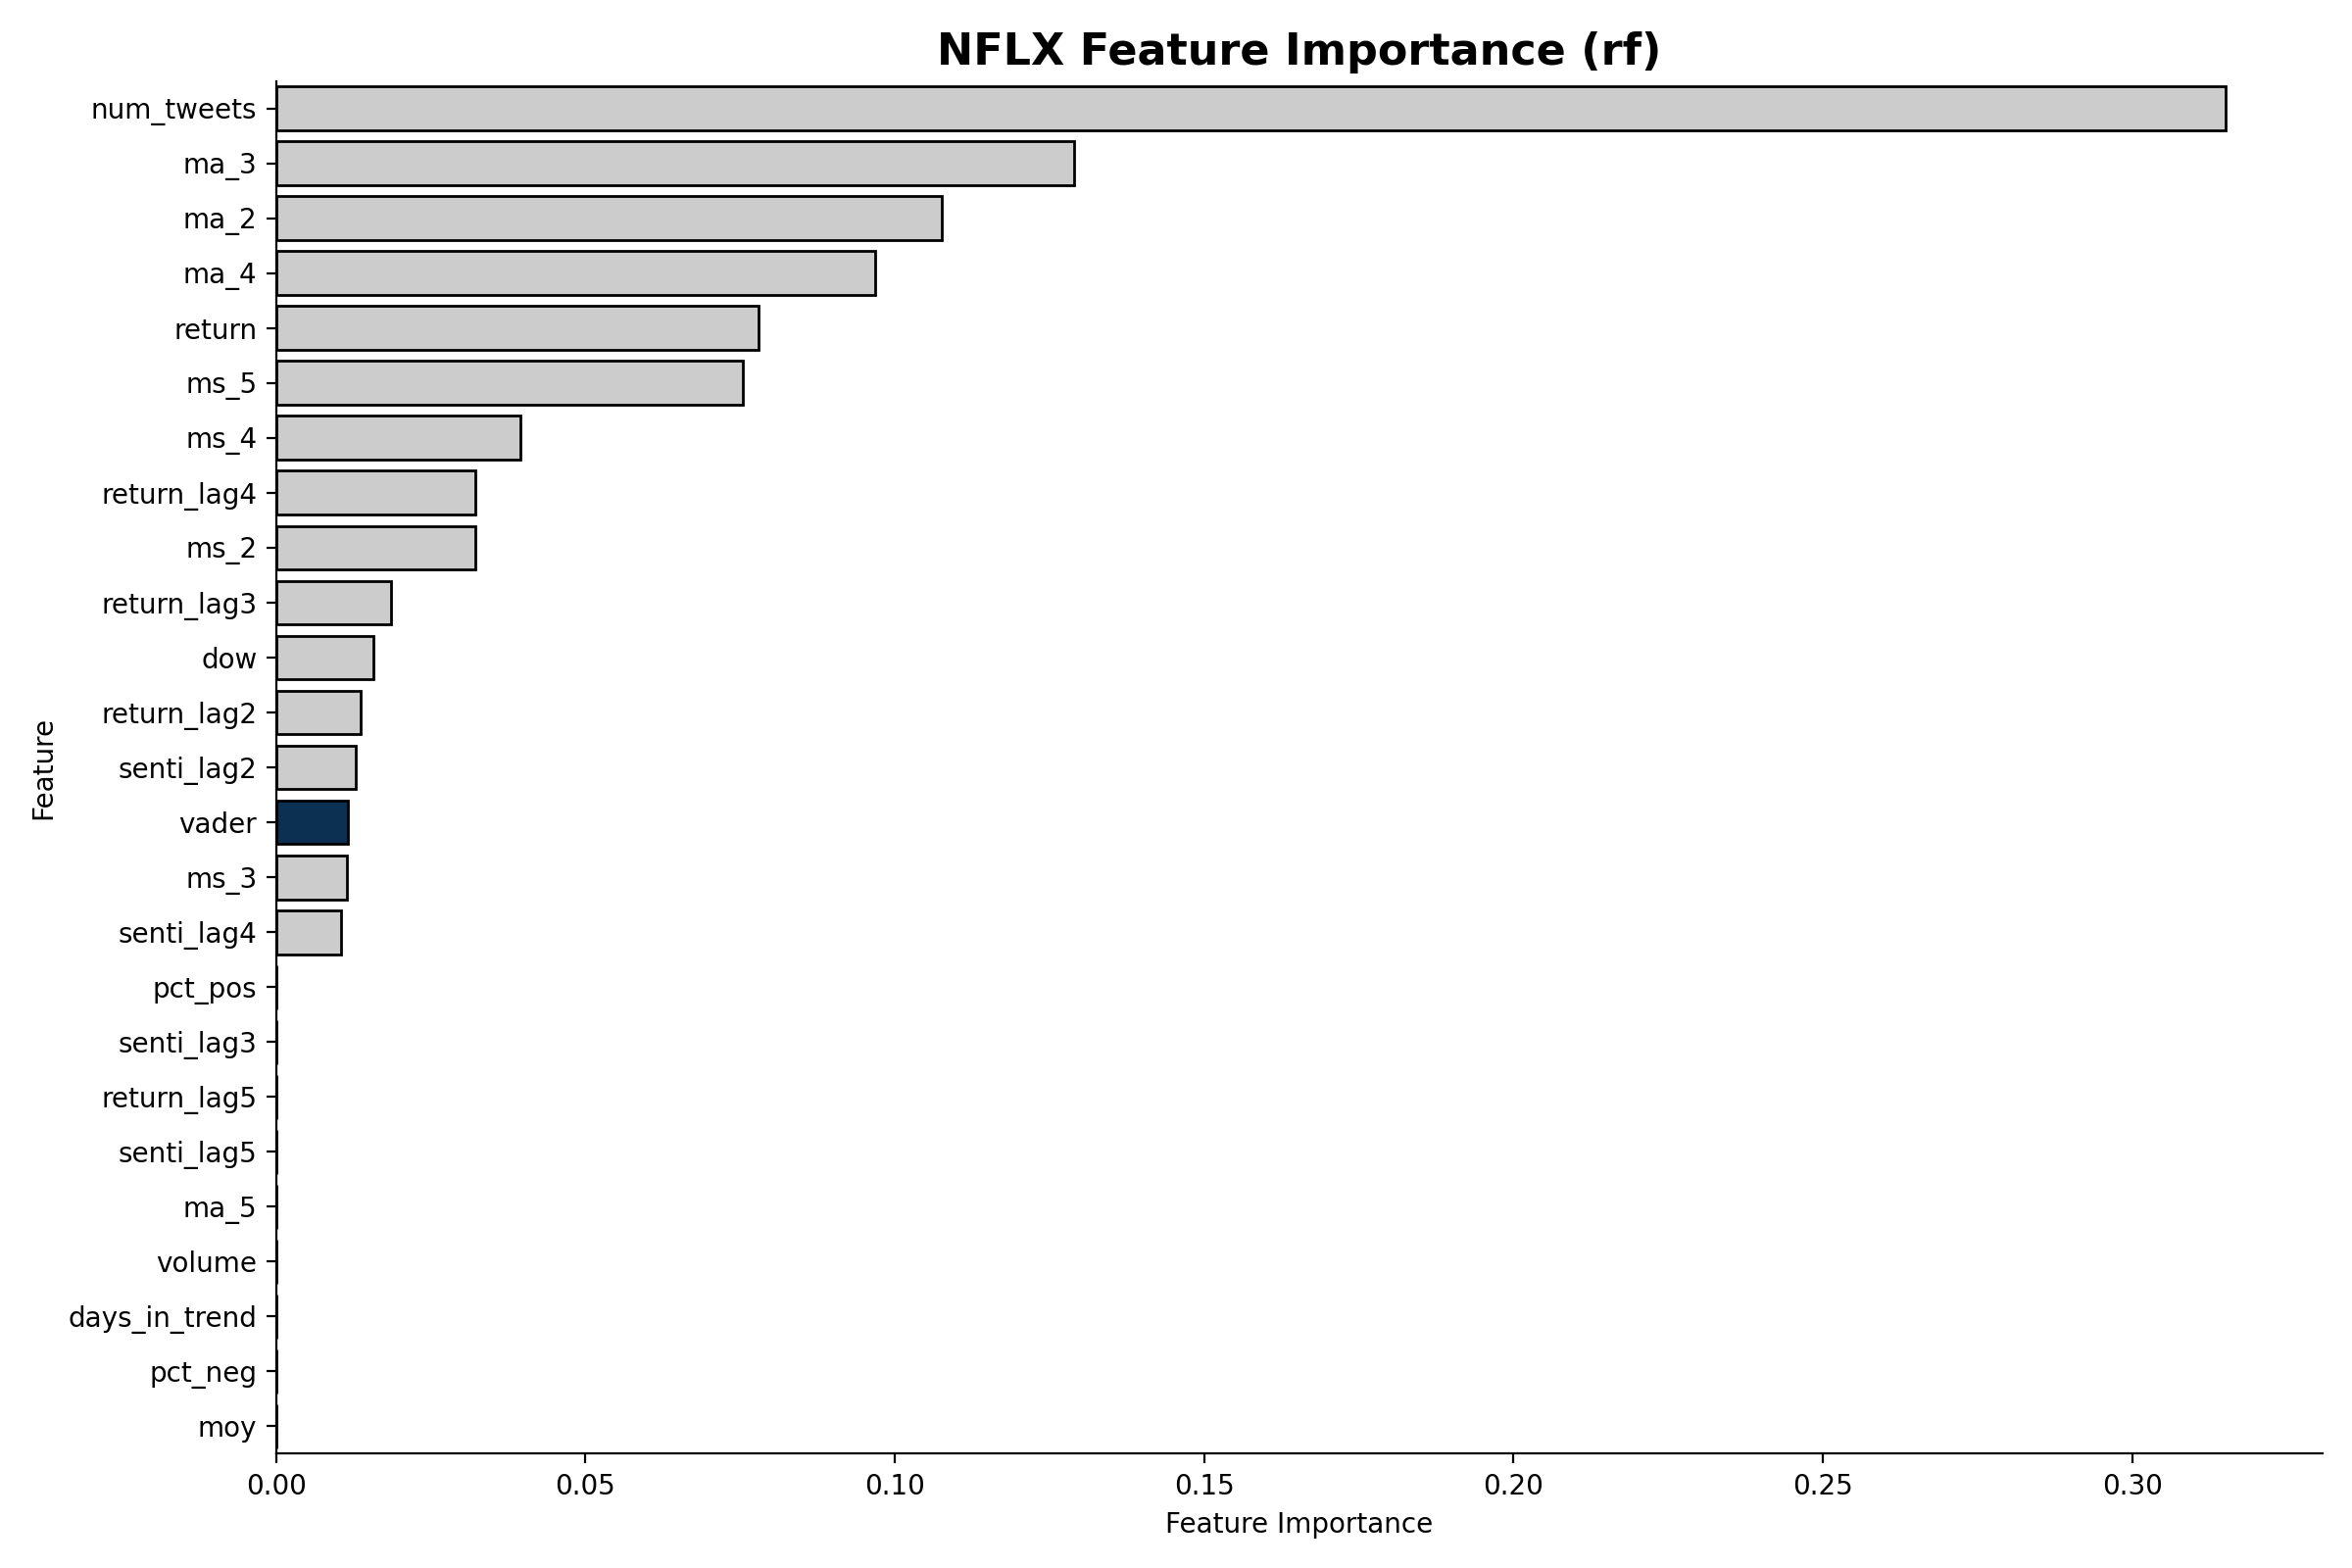 NFLX Feature Importance (rf)
num_tweets
ma_3
ma_2
ma_4
return
ms_5
ms_4
return_lag4
ms_2
return_lag3
dow
return_lag2
senti_lag2
vader
ms_3
senti_lag4
pct_pos
senti_lag3
return_lag5
senti_lag5
ma_5
volume
days_in_trend
pct_neg
moy
Feature
0.00 0.05 0.10 0.15 0.20 0.25 0.30
Feature Importance